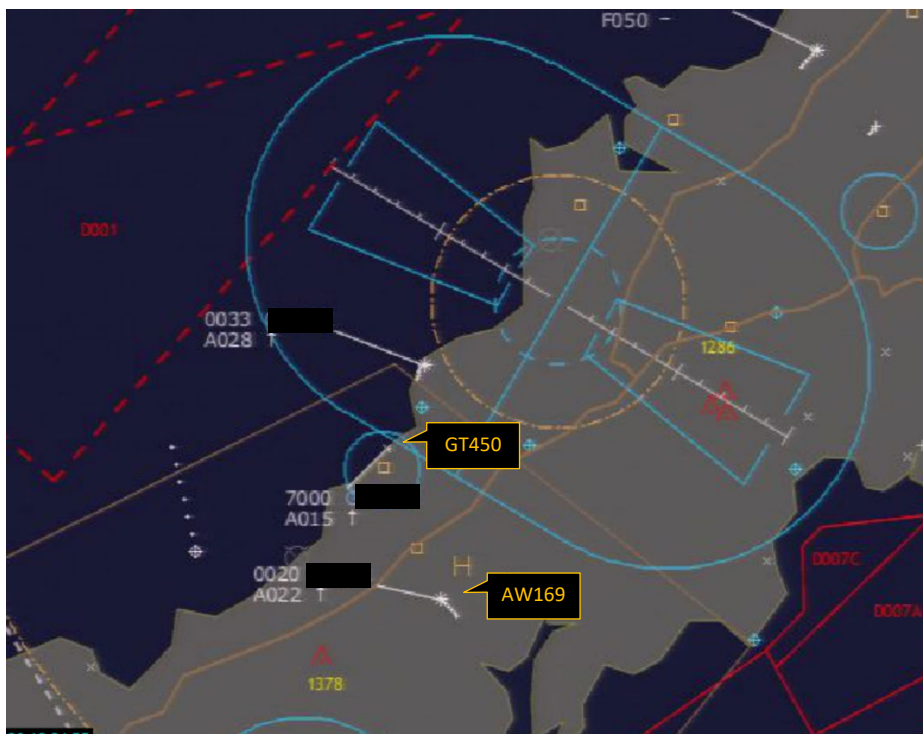 F050 -
D001
0033
A028 ↑
1286
GT450
7000
A015 ↑
D007C
0020
A022 ↑
AW169
H
D007A
1378